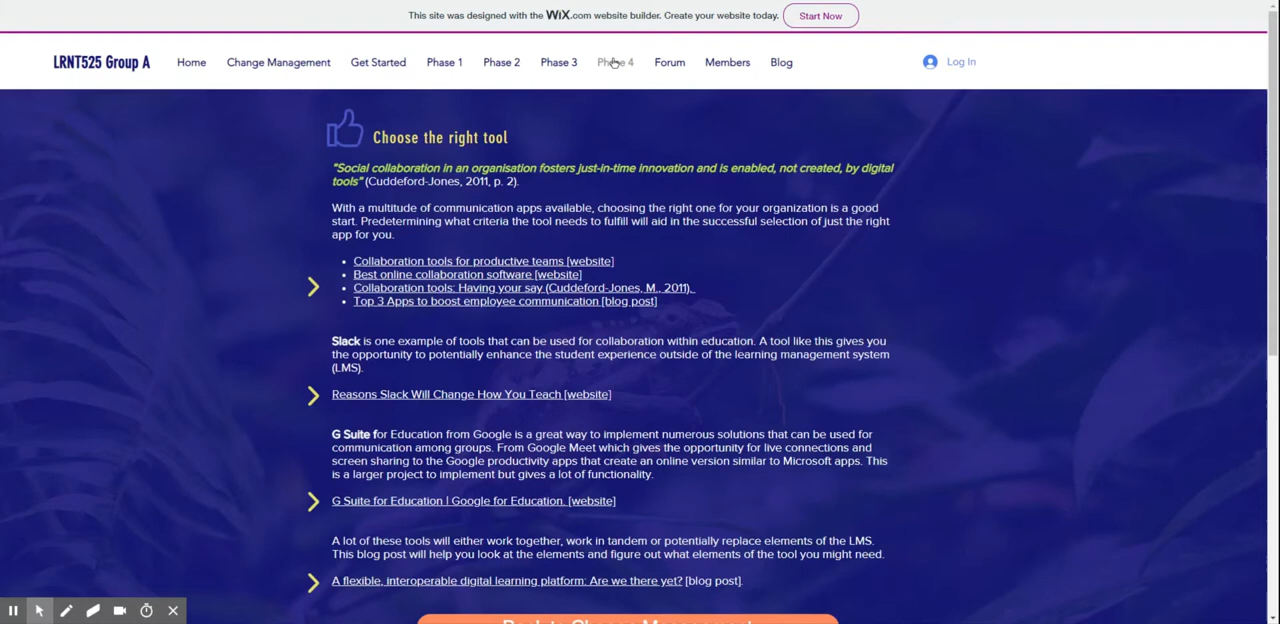 This site was designed with the WiX.com website builder. Create your website today. Start Now
LRNT525 Group A Home Change Management Get Started Phase 1 Phase 2 Phase 3 Phase 4 Forum Members Blog Log In
Choose the right tool
"Social collaboration in an organisation fosters just-in-time innovation and is enabled, not created, by digital
tools" (Cuddeford-Jones, 2011, p. 2).
With a multitude of communication apps available, choosing the right one for your organization is a good
start. Predetermining what criteria the tool needs to fulfill will aid in the successful selection of just the right
app for you.
• Collaboration tools for productive teams [website]
• Best online collaboration software [website]
• Collaboration tools: Having your say (Cuddeford-Jones, M., 2011).
• Top 3 Apps to boost employee communication [blog post]
Slack is one example of tools that can be used for collaboration within education. A tool like this gives you
the opportunity to potentially enhance the student experience outside of the learning management system
(LMS).
Reasons Slack Will Change How You Teach [website]
G Suite for Education from Google is a great way to implement numerous solutions that can be used for
communication among groups. From Google Meet which gives the opportunity for live connections and
screen sharing to the Google productivity apps that create an online version similar to Microsoft apps. This
is a larger project to implement but gives a lot of functionality.
G Suite for Education | Google for Education. [website]
A lot of these tools will either work together, work in tandem or potentially replace elements of the LMS.
This blog post will help you look at the elements and figure out what elements of the tool you might need.
A flexible, interoperable digital learning platform: Are we there yet? [blog post].
Back to Change Management